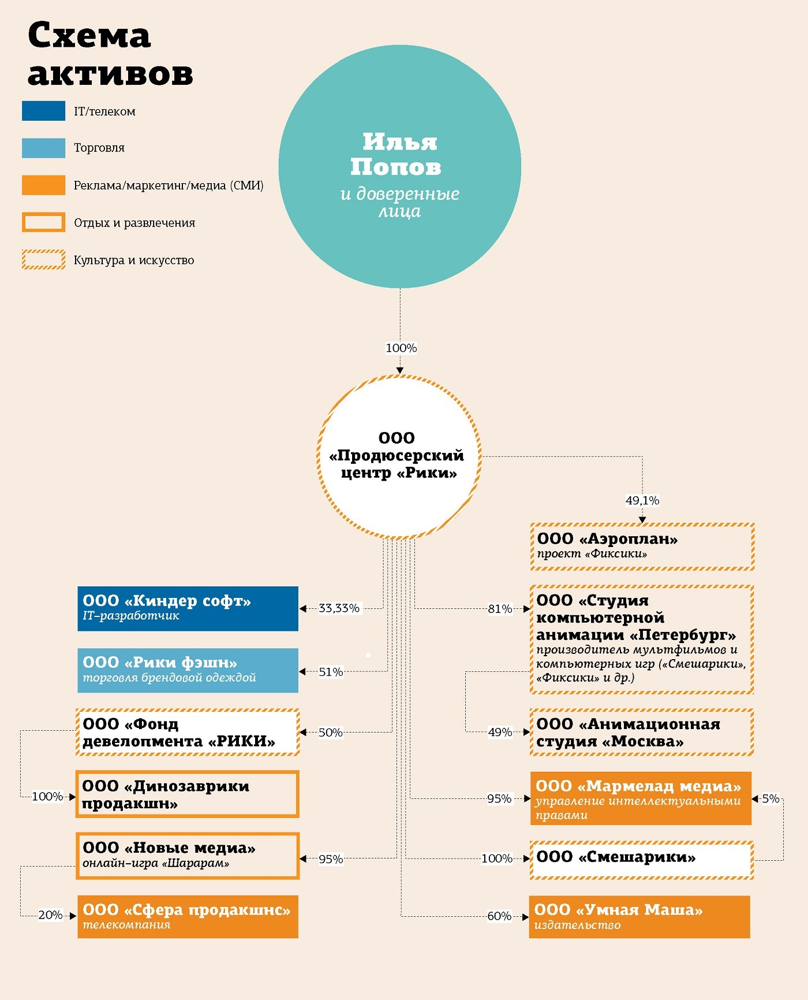 Схема
активов
IT/телеком
Торговля
Реклама/маркетинг/медиа (СМИ)
Отдых и развлечения
Культура и искусство
Илья
Попов
и доверенные
лица
100%
ООО
«Продюсерский
центр «Рики»
49,1%
ООО «Аэроплан»
проект «Фиксики»
ООО «Киндер софт»
IT-разработчик
33,33%
81%
ООО «Студия
компьютерной
анимации «Петербург»
производитель мультфильмов и
компьютерных игр («Смешарики»,
«Фиксики» и др.)
ООО «Рики фэшн»
торговля брендовой одеждой
51%
ООО «Фонд
девелопмента «РИКИ»
50%
49%
ООО «Анимационная
студия «Москва»
100%
ООО «Динозаврики
продакшн»
95%
ООО «Мармелад медиа»
управление интеллектуальными
правами
5%
ООО «Новые медиа»
онлайн-игра «Шарарам»
95%
100%
ООО «Смешарики»
20%
ООО «Сфера продакшнс»
телекомпания
60%
ООО «Умная Маша»
издательство